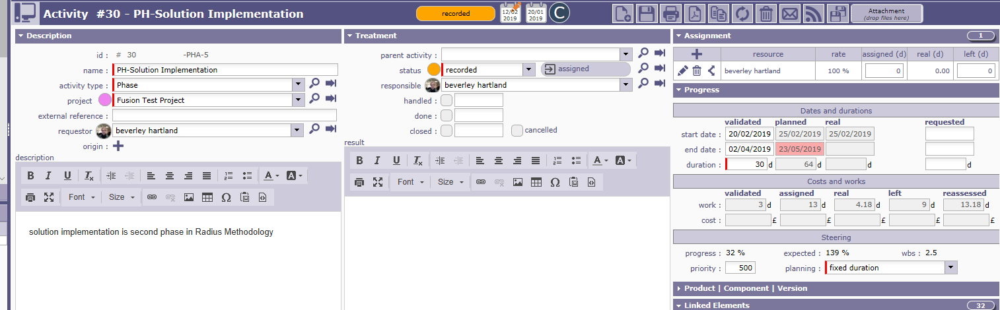 Activity #30 - PH-Solution Implementation
recorded
12/02
2019
20/01
2019
C
Attachment
(drop files here)
Description
id : # 30 -PHA-5
name : PH-Solution Implementation
activity type : Phase
project Fusion Test Project
external reference :
requestor beverley hartland
origin :
description
B I U Tx A A
Font Size Ω
solution implementation is second phase in Radius Methodology
Treatment
parent activity :
status recorded assigned
responsible beverley hartland
handled :
done :
closed : cancelled
result
B I U Tx A A
Font Size Ω
Assignment 1
resource rate assigned (d) real (d) left (d)
beverley hartland 100 % 0 0.00 0
Progress
Dates and durations
validated planned real requested
start date : 20/02/2019 25/02/2019 25/02/2019
end date : 02/04/2019 23/05/2019
duration : 30 d 64 d d d
Costs and works
validated assigned real left reassessed
work : 3 d 13 d 4.18 d 9 d 13.18 d
cost : £ £ £ £ £
Steering
progress : 32 % expected : 139 % wbs : 2.5
priority : 500 planning : fixed duration
Product | Component | Version
Linked Elements 32